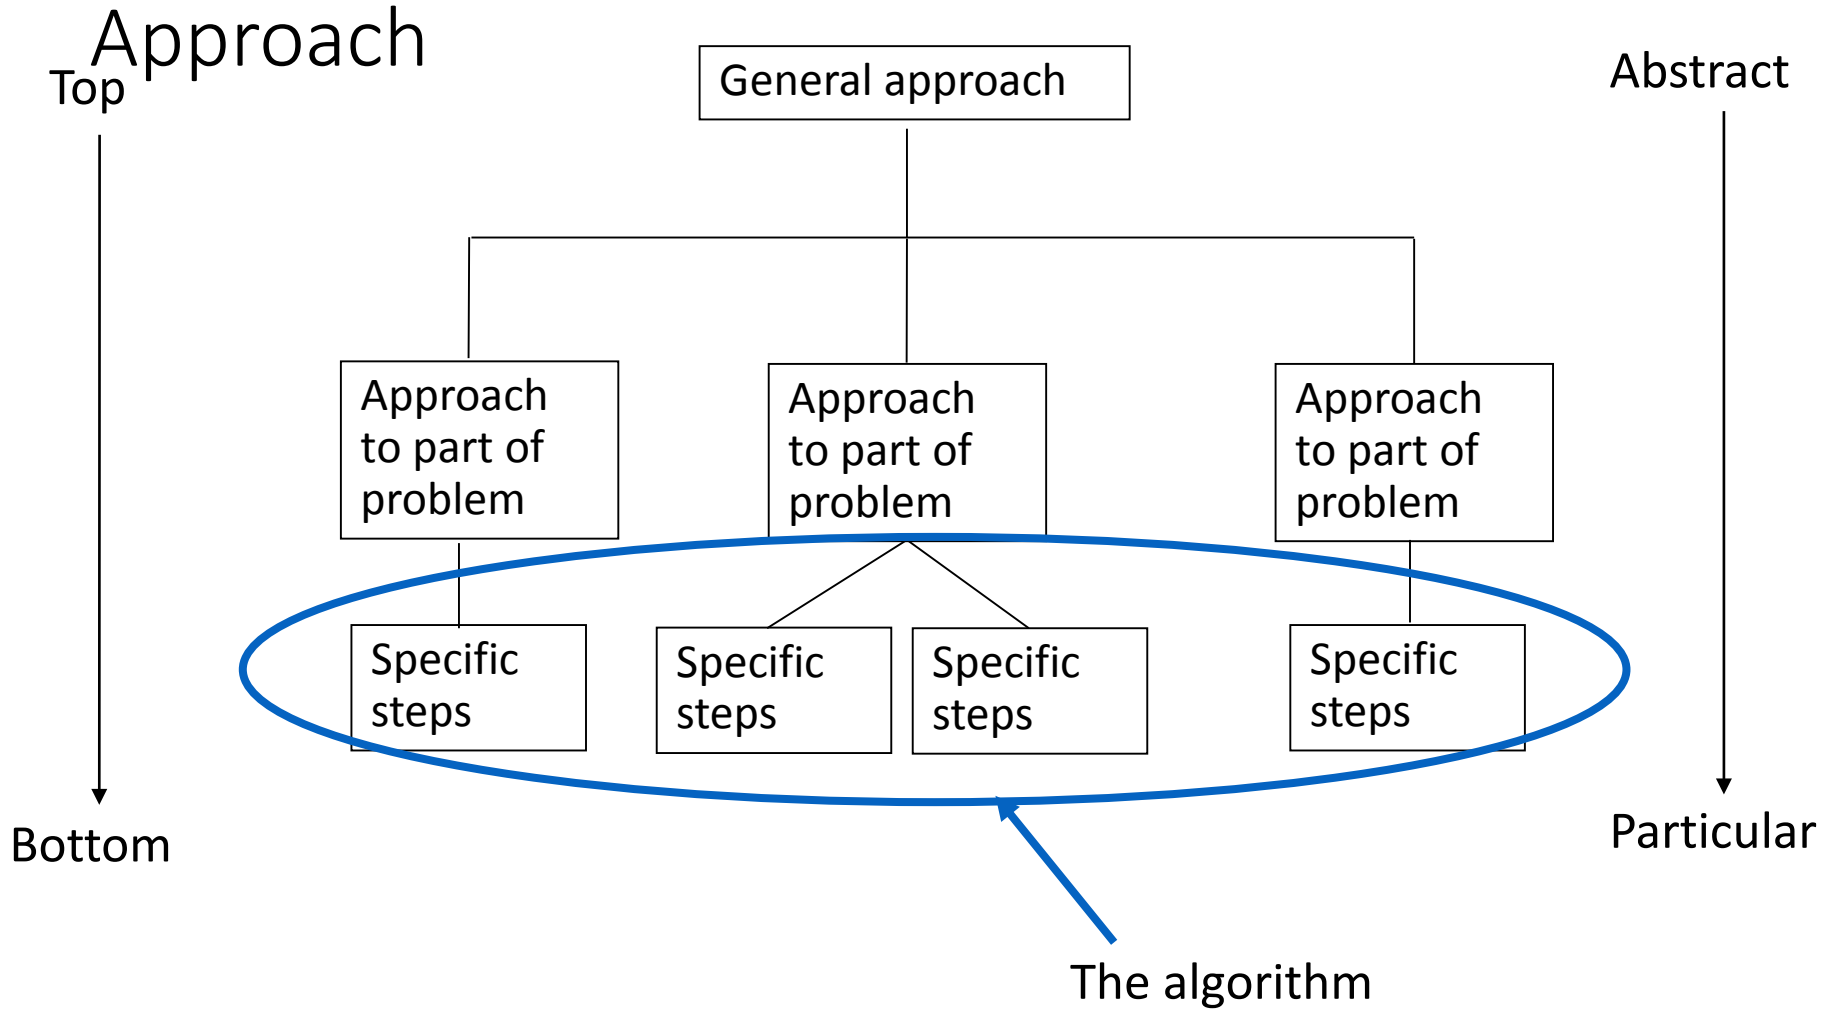 Approach
Top
General approach
Abstract
Approach
to part of
problem
Approach
to part of
problem
Approach
to part of
problem
Specific
steps
Specific
steps
Specific
steps
Specific
steps
Bottom
Particular
The algorithm